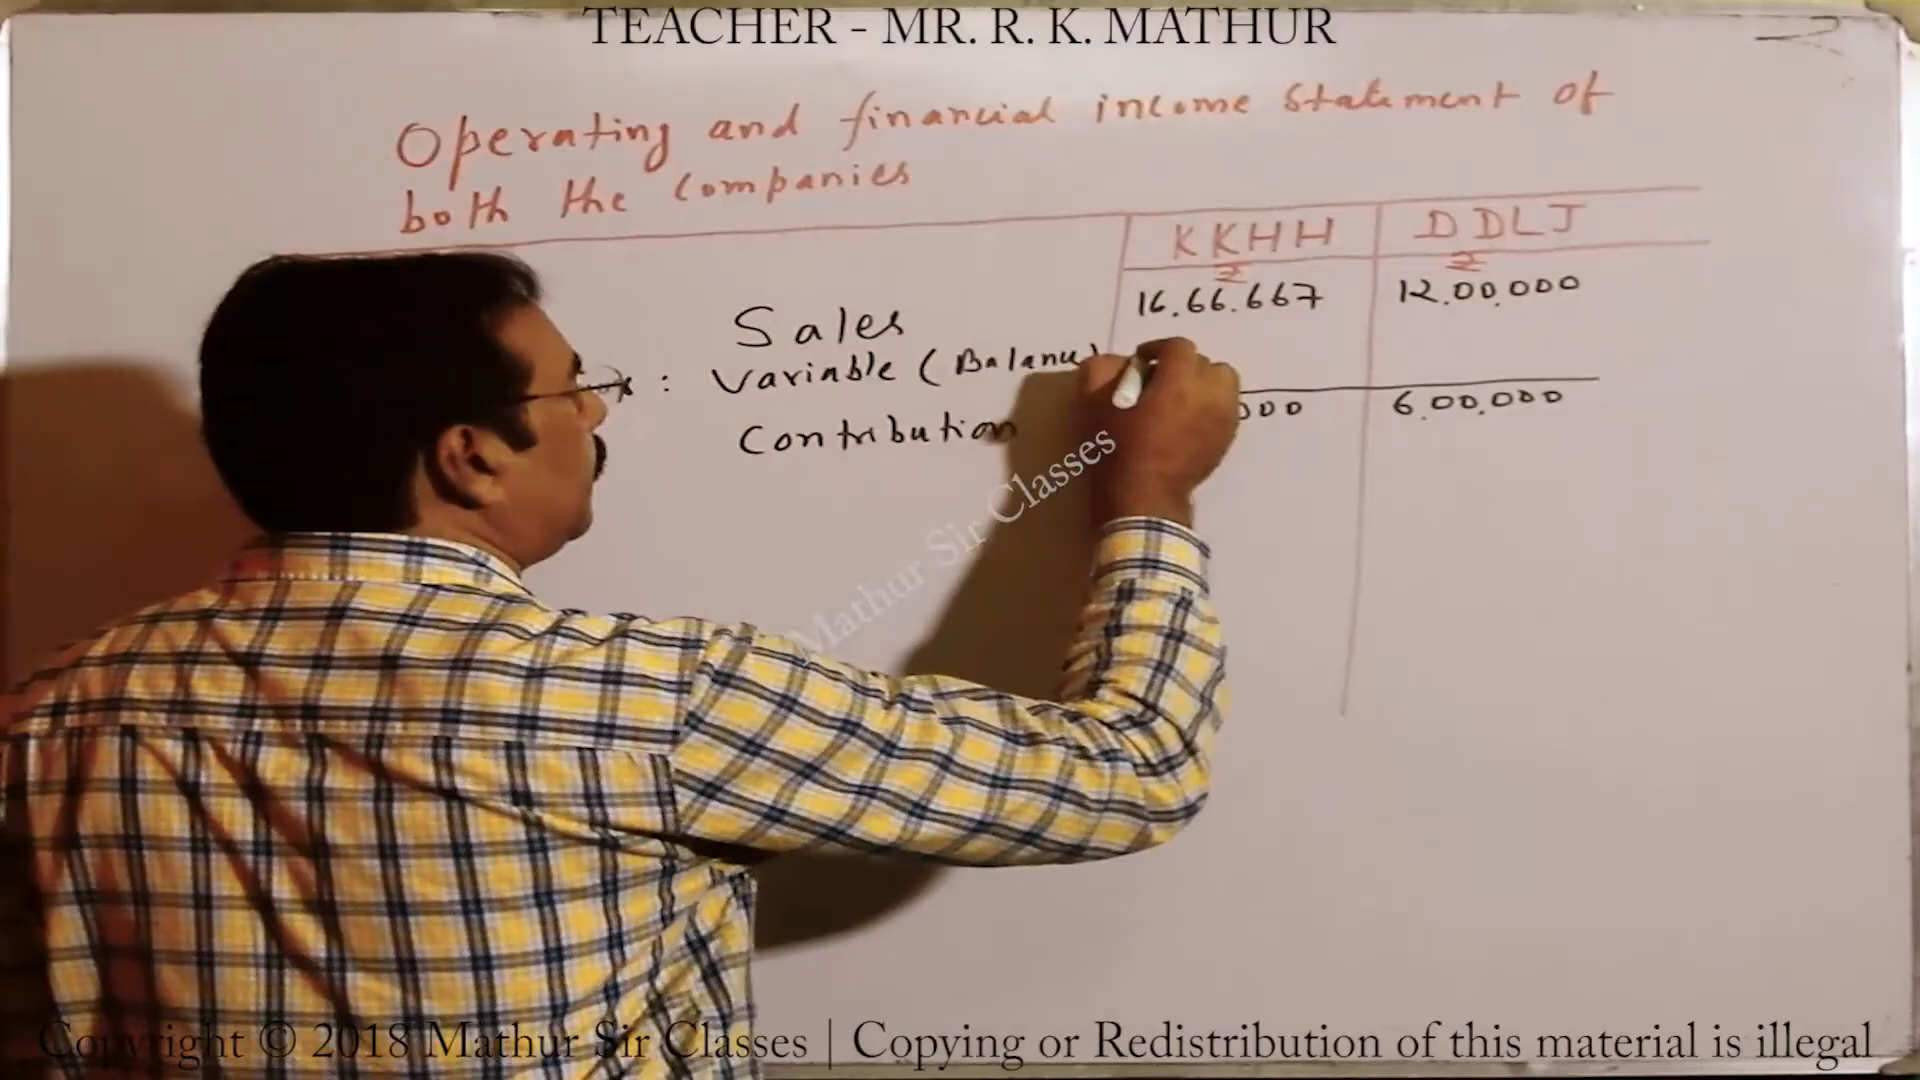 TEACHER - MR. R. K. MATHUR
Operating and financial income statement of
both the companies
KKHH DDLJ
₹ ₹
Sales 16.66.667 12.00.000
: Variable (Balance)
Contribution 000 6.00.000
Mathur Sir Classes
Copyright © 2018 Mathur Sir Classes | Copying or Redistribution of this material is illegal